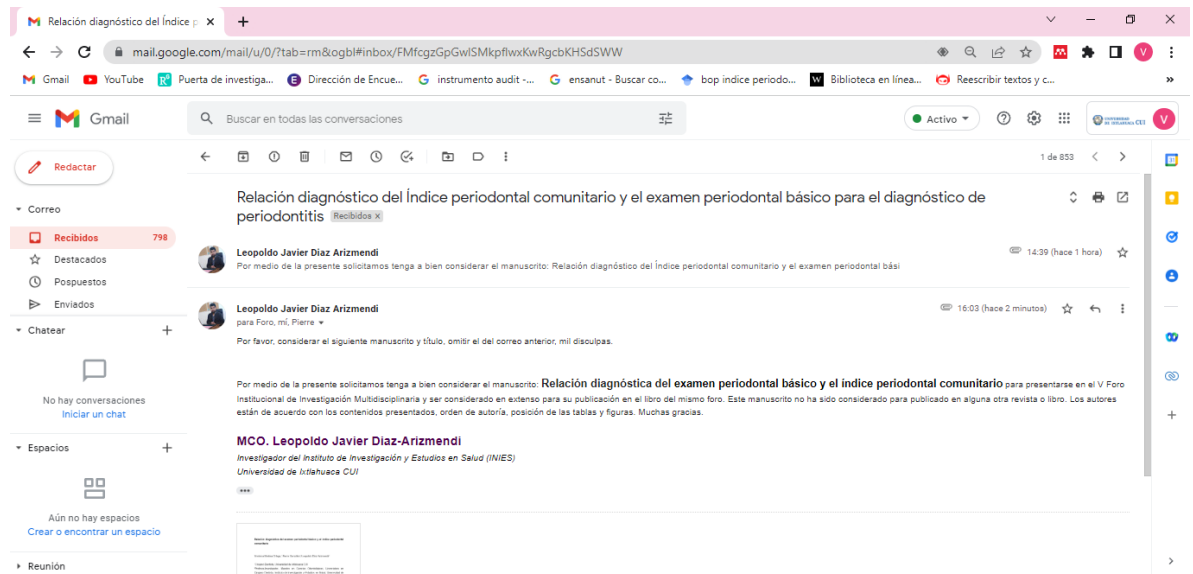 Relación diagnóstico del Índice p
mail.google.com/mail/u/0/?tab=rm&ogbl#inbox/FMfcgzGpGwlSMkpflwxKwRgcbKHSdSWW
V
Gmail YouTube Puerta de investiga... Dirección de Encue... instrumento audit -... ensanut - Buscar co... bop indice periodo... Biblioteca en línea... Reescribir textos y c... »
Gmail
Buscar en todas las conversaciones
Activo
UNIVERSIDAD DE IXTLAHUACA CUI
V
Redactar
1 de 853
Correo
Recibidos 798
Destacados
Pospuestos
Enviados
Chatear
No hay conversaciones
Iniciar un chat
Espacios
Aún no hay espacios
Crear o encontrar un espacio
Reunión
Relación diagnóstico del Índice periodontal comunitario y el examen periodontal básico para el diagnóstico de
periodontitis Recibidos x
Leopoldo Javier Diaz Arizmendi 14:39 (hace 1 hora)
Por medio de la presente solicitamos tenga a bien considerar el manuscrito: Relación diagnóstico del Índice periodontal comunitario y el examen periodontal bási
Leopoldo Javier Diaz Arizmendi 16:03 (hace 2 minutos)
para Foro, mí, Pierre
Por favor, considerar el siguiente manuscrito y título, omitir el del correo anterior, mil disculpas.
Por medio de la presente solicitamos tenga a bien considerar el manuscrito: Relación diagnóstica del examen periodontal básico y el índice periodontal comunitario para presentarse en el V Foro
Institucional de Investigación Multidisciplinaria y ser considerado en extenso para su publicación en el libro del mismo foro. Este manuscrito no ha sido considerado para publicado en alguna otra revista o libro. Los autores
están de acuerdo con los contenidos presentados, orden de autoría, posición de las tablas y figuras. Muchas gracias.
MCO. Leopoldo Javier Díaz-Arizmendi
Investigador del Instituto de Investigación y Estudios en Salud (INIES)
Universidad de Ixtlahuaca CUI